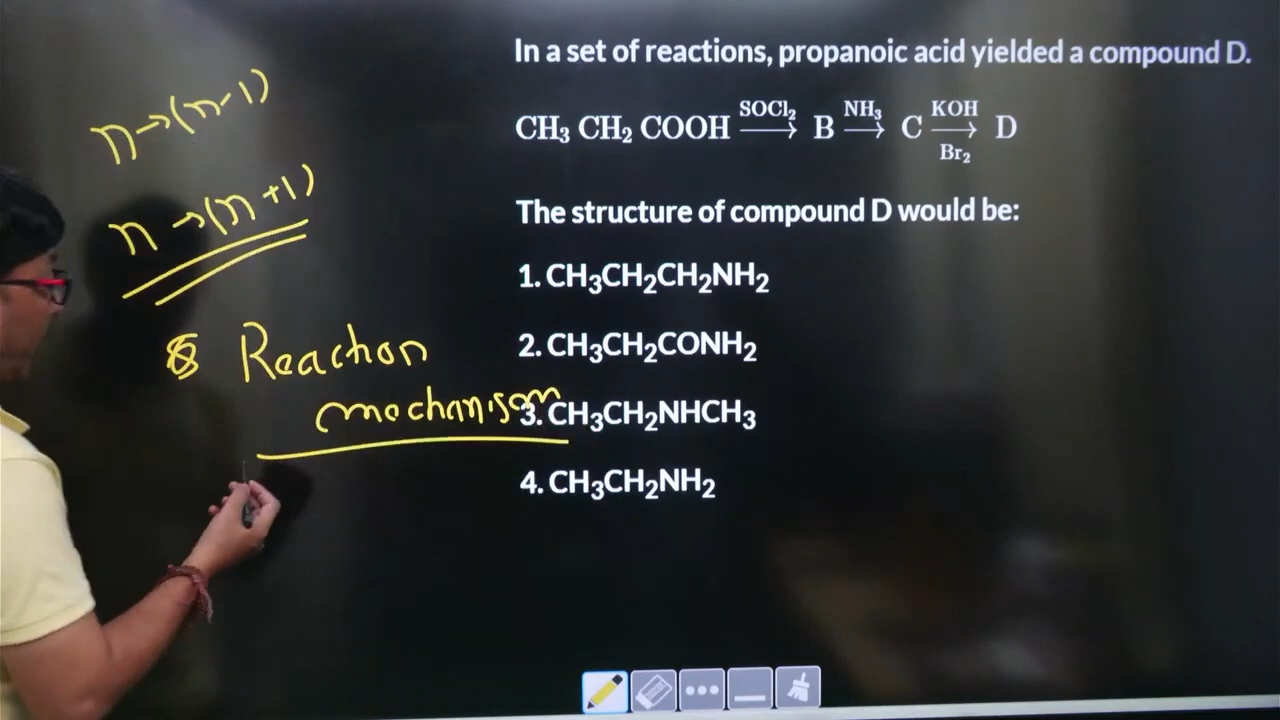 In a set of reactions, propanoic acid yielded a compound D.
CH₃ CH₂ COOH SOCl₂ → B NH₃ → C KOH → Br₂ D
The structure of compound D would be:
1. CH₃CH₂CH₂NH₂
2. CH₃CH₂CONH₂
3. CH₃CH₂NHCH₃
4. CH₃CH₂NH₂
n→(n-1)
n→(n+1)
Reaction
mechanism